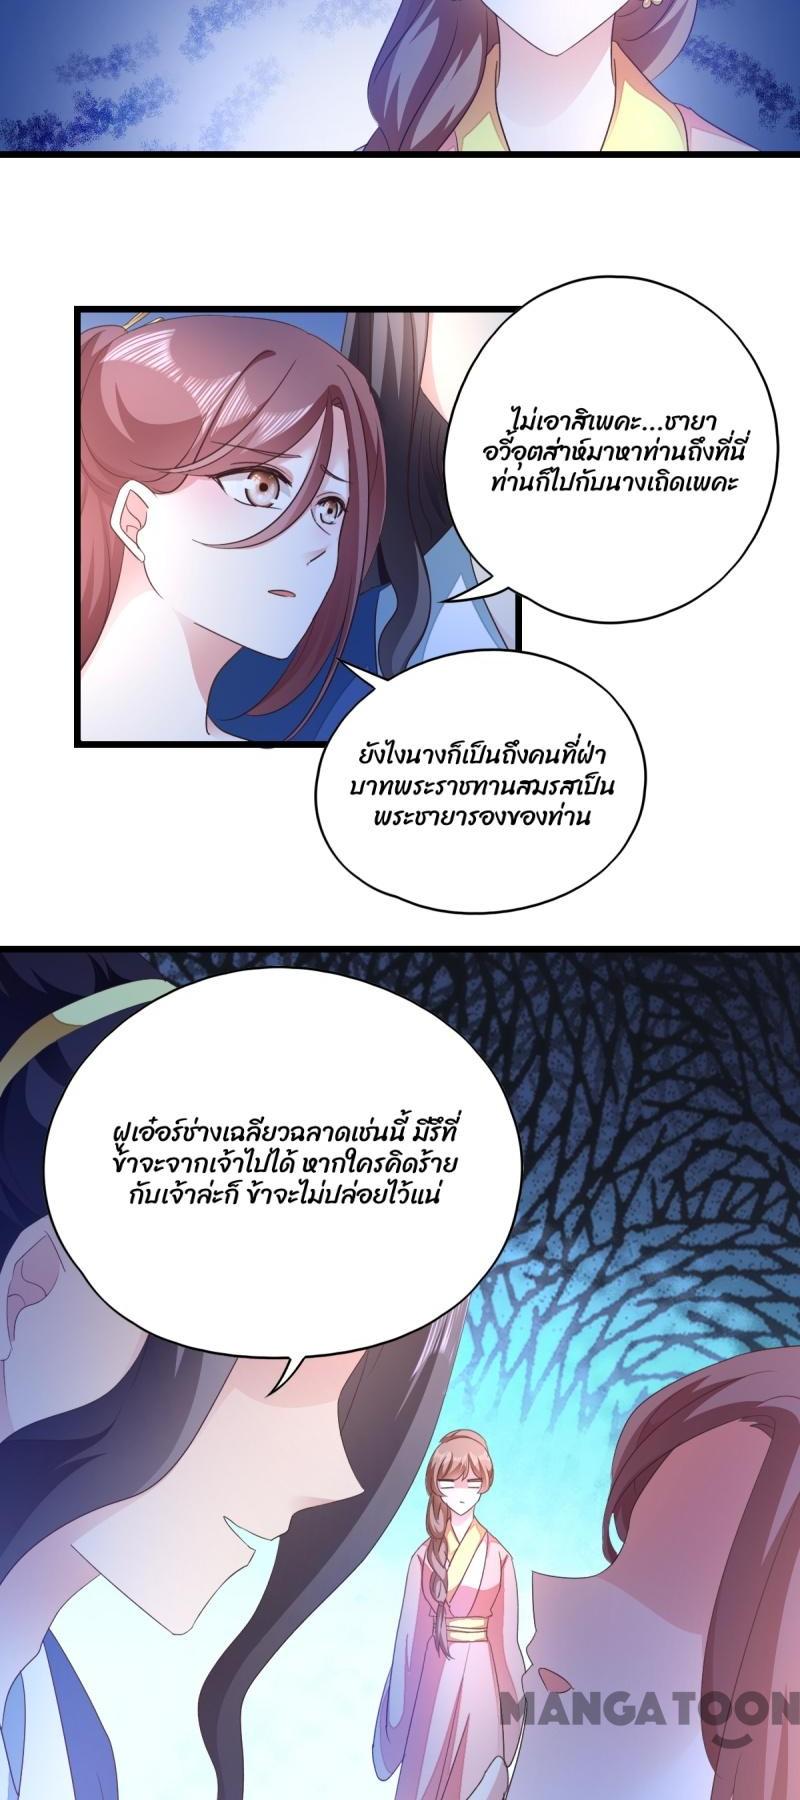 ไม่เอาสิเพคะ...ชายา
อวี้อุตส่าห์มาหาท่านถึงที่นี่
ท่านก็ไปกับนางเถิดเพคะ
ยังไงนางก็เป็นถึงคนที่ฝ่า
บาทพระราชทานสมรสเป็น
พระชายารองของท่าน
ฝูเอ๋อร์ช่างเฉลียวฉลาดเช่นนี้ มีรึที่
ข้าจะจากเจ้าไปได้ หากใครคิดร้าย
กับเจ้าล่ะก็ ข้าจะไม่ปล่อยไว้แน่
MANGATOON